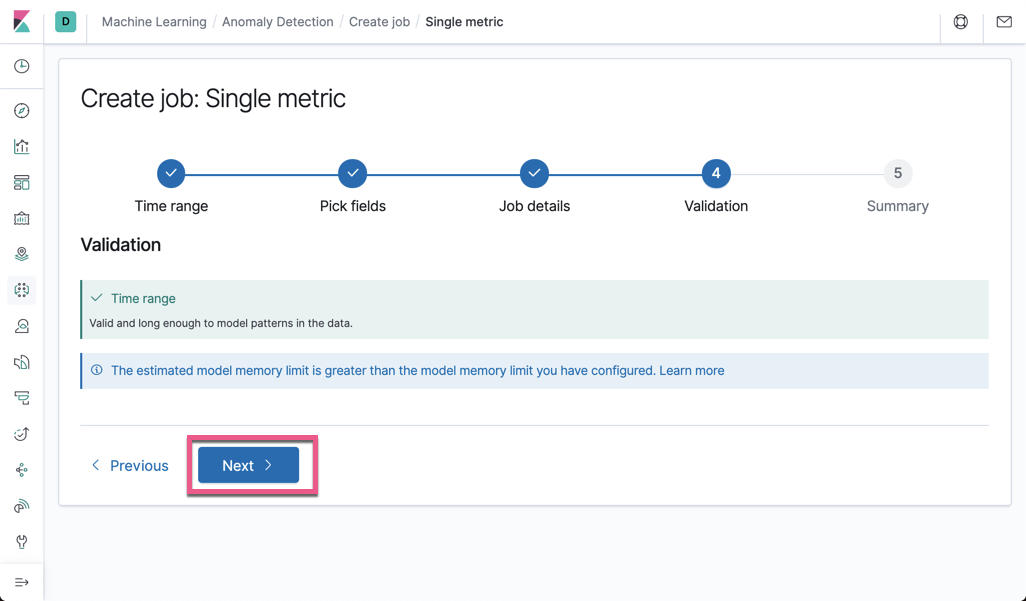 D Machine Learning / Anomaly Detection / Create job / Single metric
Create job: Single metric
4 5
Time range Pick fields Job details Validation Summary
Validation
Time range
Valid and long enough to model patterns in the data.
The estimated model memory limit is greater than the model memory limit you have configured. Learn more
Previous Next